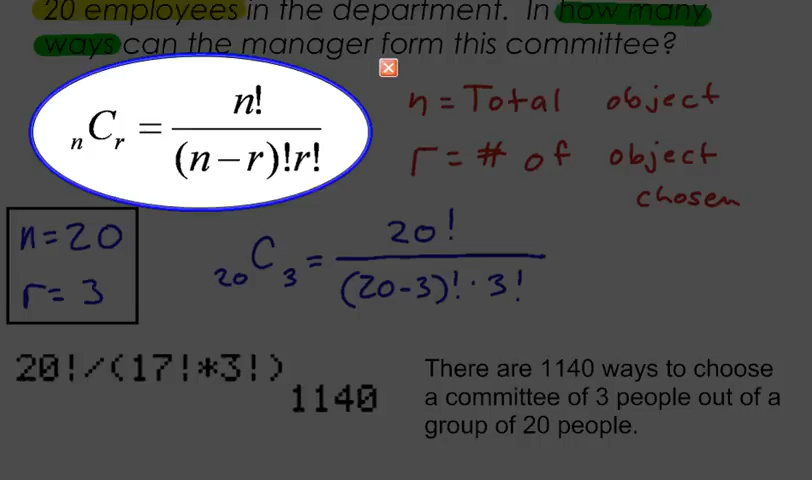 20 employees in the department. In how many
ways can the manager form this committee?
nCr = n! / (n − r)!r!
n = Total object
r = # of object
chosen
n = 20
r = 3
20C3 = 20! / (20-3)! · 3!
20!/(17!*3!)
1140
There are 1140 ways to choose
a committee of 3 people out of a
group of 20 people.